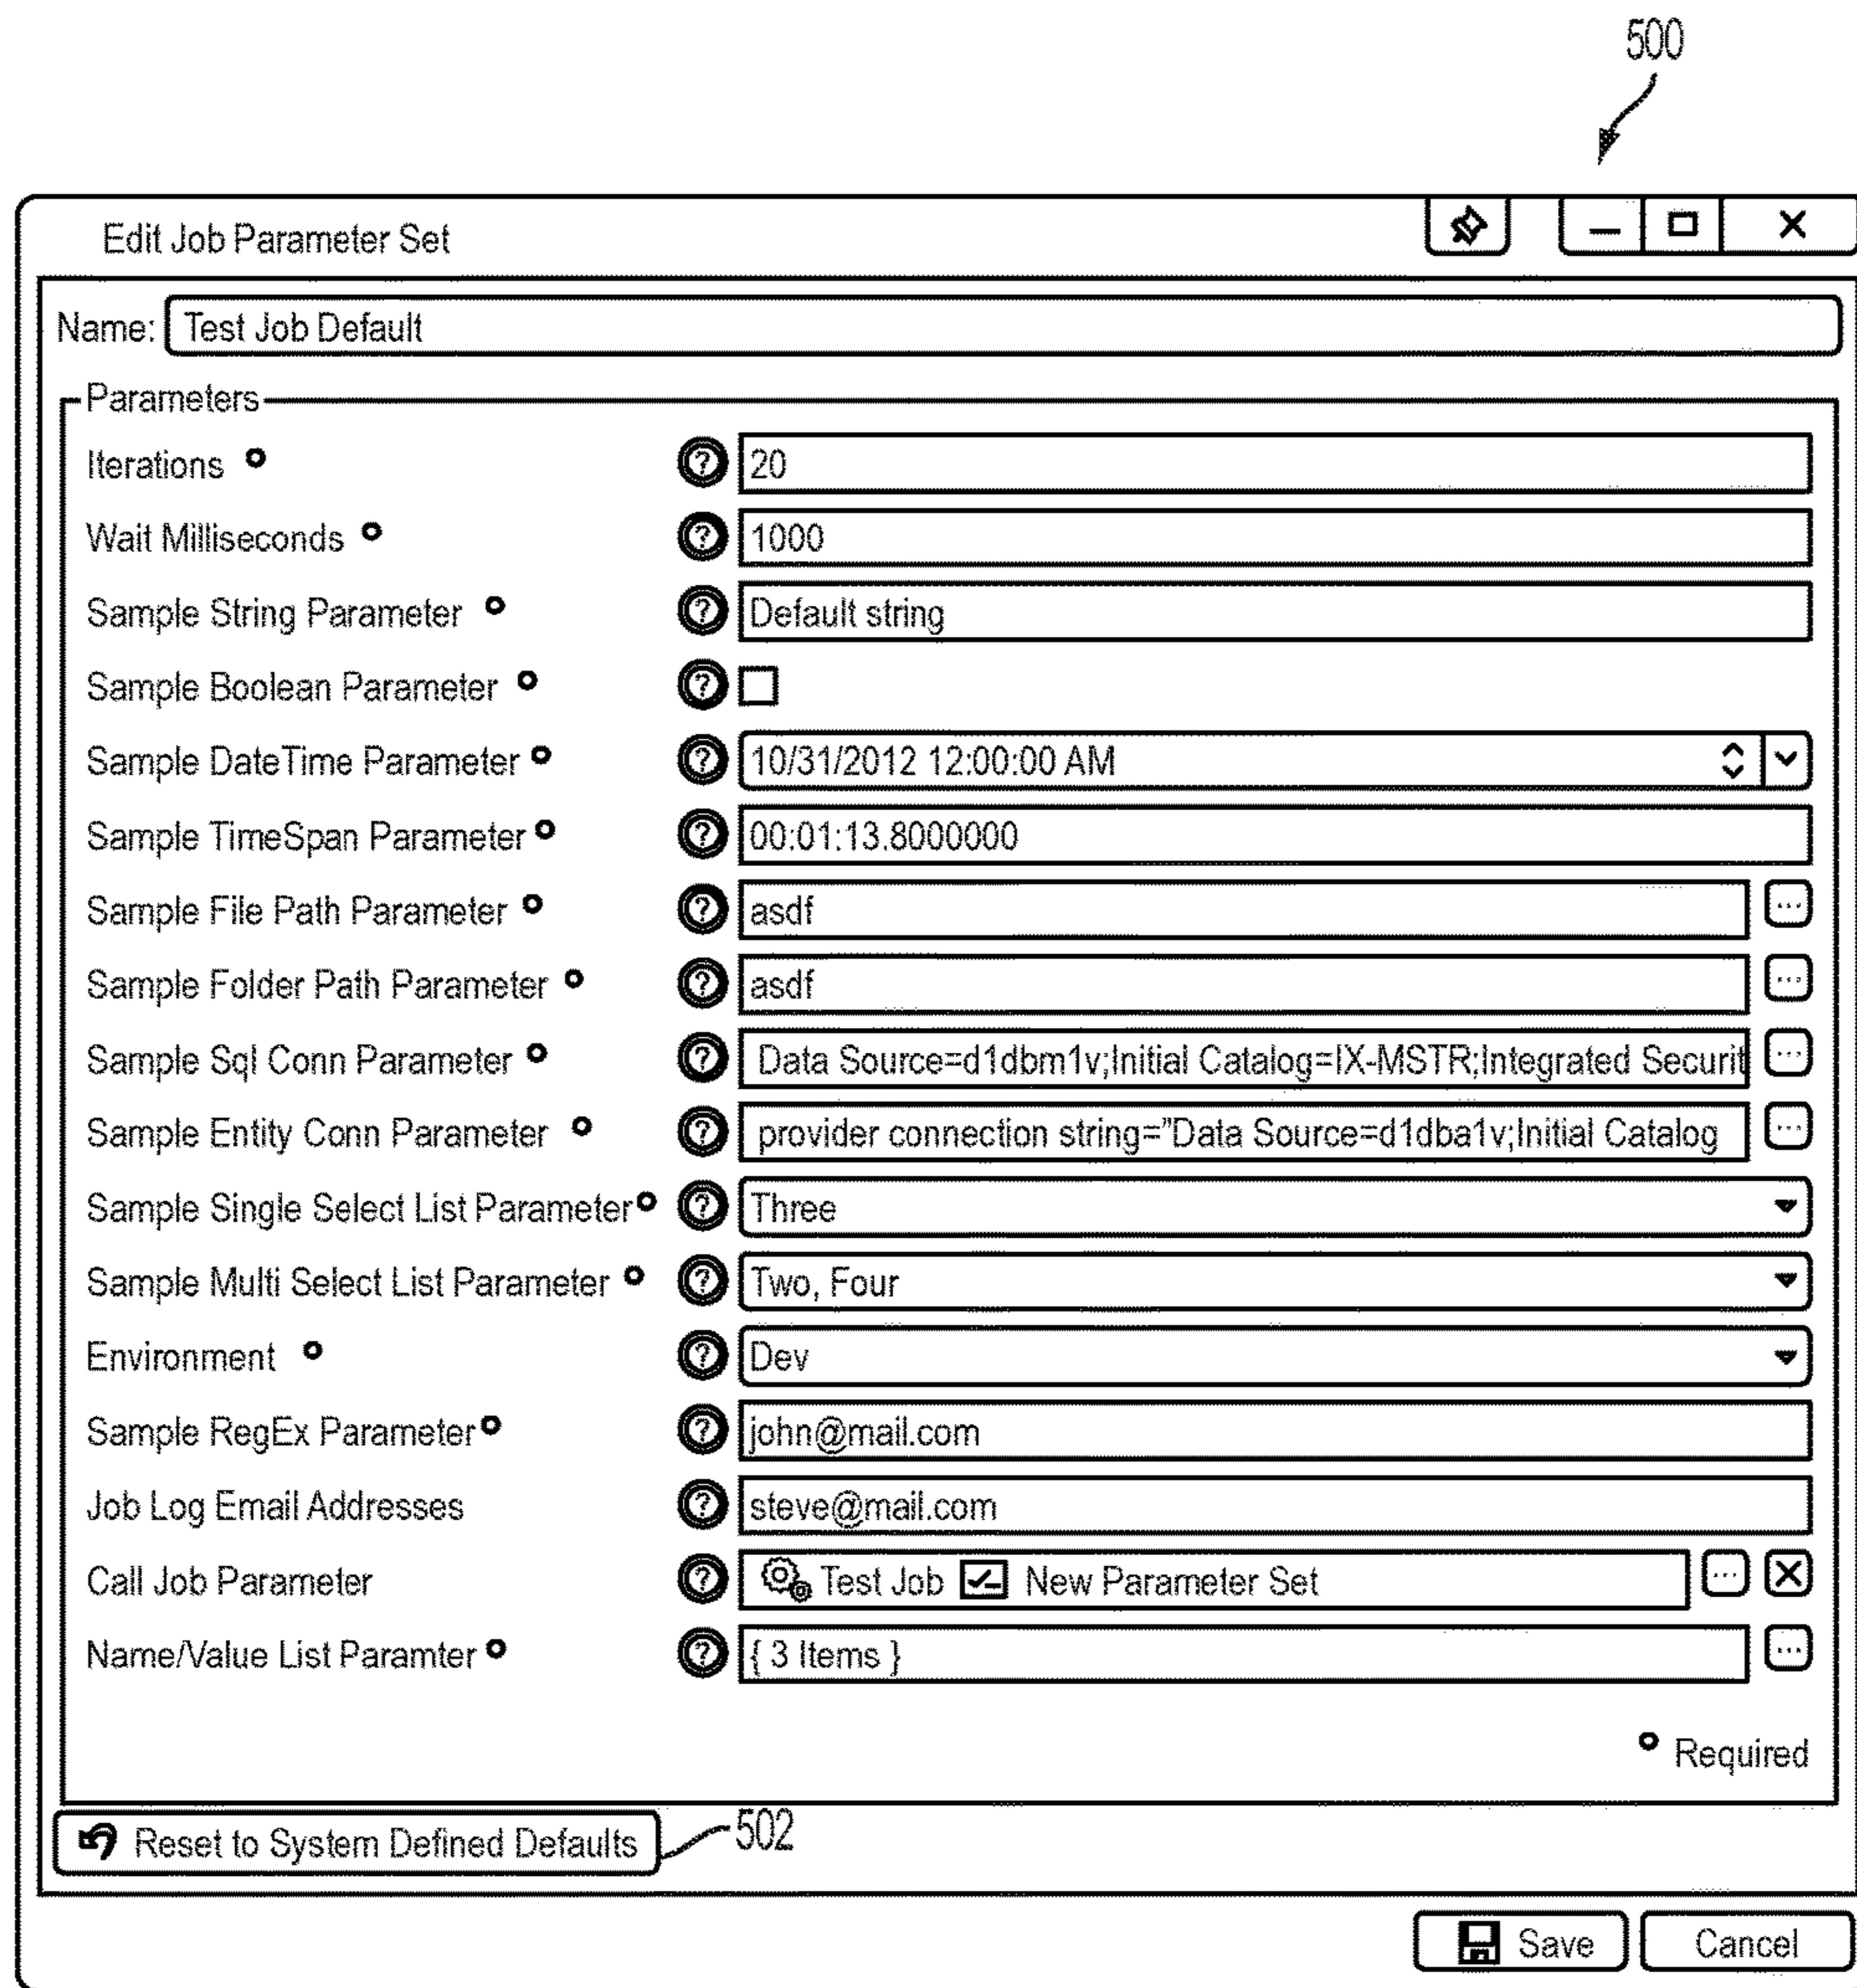 500
Edit Job Parameter Set
Name: Test Job Default
Parameters
Iterations 20
Wait Milliseconds 1000
Sample String Parameter Default string
Sample Boolean Parameter
Sample DateTime Parameter 10/31/2012 12:00:00 AM
Sample TimeSpan Parameter 00:01:13.8000000
Sample File Path Parameter asdf
Sample Folder Path Parameter asdf
Sample Sql Conn Parameter Data Source=d1dbm1v;Initial Catalog=IX-MSTR;Integrated Securit
Sample Entity Conn Parameter provider connection string="Data Source=d1dba1v;Initial Catalog
Sample Single Select List Parameter Three
Sample Multi Select List Parameter Two, Four
Environment Dev
Sample RegEx Parameter john@mail.com
Job Log Email Addresses steve@mail.com
Call Job Parameter Test Job New Parameter Set
Name/Value List Paramter { 3 Items }
Required
Reset to System Defined Defaults 502
Save Cancel